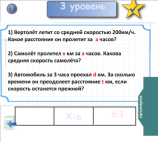 3 уровень
1) Вертолёт летит со средней скоростью 200км/ч.
Какое расстояние он пролетит за а часов?
2) Самолёт пролетел к км за а часов. Какова
средняя скорость самолёта?
3) Автомобиль за 3 часа проехал d км. За сколько
времени он преодолеет расстояние t км, если
скорость останется прежней?